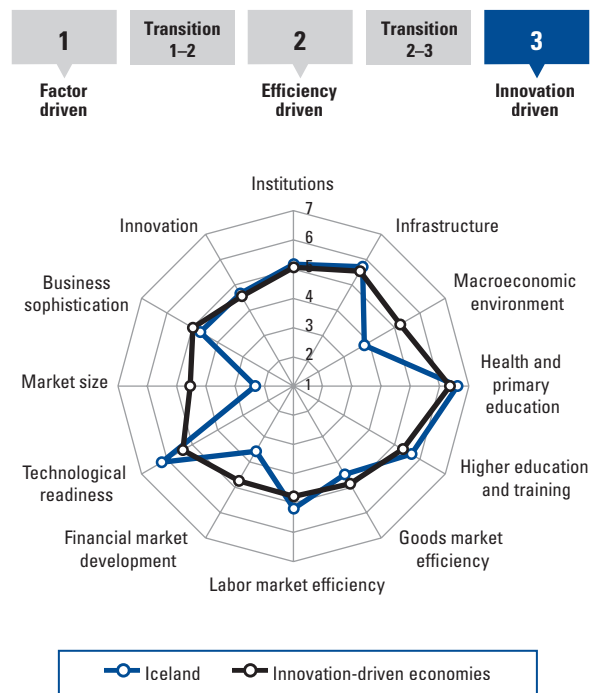 1
Transition
1–2
2
Transition
2–3
3
Factor
driven
Efficiency
driven
Innovation
driven
Institutions
Infrastructure
Macroeconomic
environment
Health and
primary
education
Higher education
and training
Goods market
efficiency
Labor market efficiency
Financial market
development
Technological
readiness
Market size
Business
sophistication
Innovation
7
6
5
4
3
2
1
Iceland
Innovation-driven economies